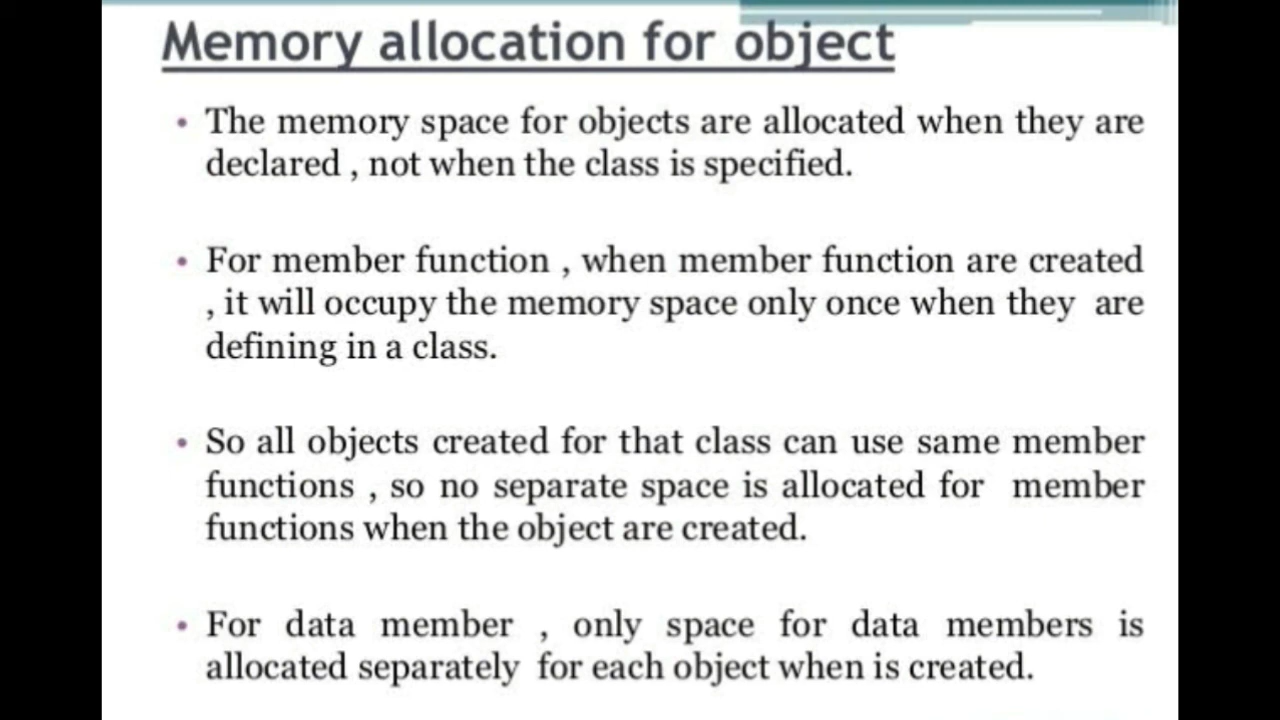 Memory allocation for object
• The memory space for objects are allocated when they are
declared , not when the class is specified.
• For member function , when member function are created
, it will occupy the memory space only once when they are
defining in a class.
• So all objects created for that class can use same member
functions , so no separate space is allocated for member
functions when the object are created.
• For data member , only space for data members is
allocated separately for each object when is created.